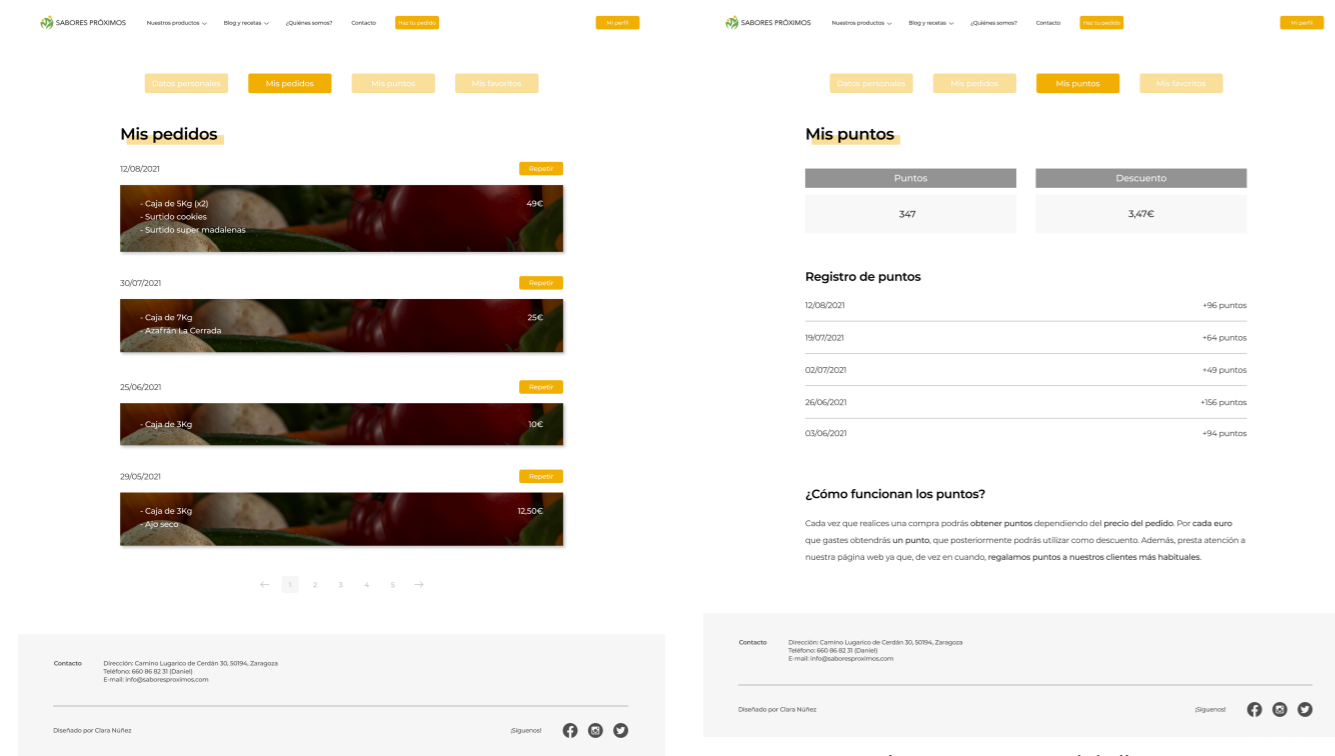 SABORES PRÓXIMOS
Nuestros productos
Blog y recetas
¿Quiénes somos?
Contacto
Haz tu pedido
Mi perfil
Datos personales
Mis pedidos
Mis puntos
Mis favoritos
Mis pedidos
12/08/2021
Repetir
- Caja de 5Kg (x2)
49€
- Surtido cookies
- Surtido super madalenas
30/07/2021
Repetir
- Caja de 7Kg
25€
- Azafrán La Cerrada
25/06/2021
Repetir
- Caja de 3Kg
10€
29/05/2021
Repetir
- Caja de 3Kg
12,50€
- Ajo seco
← 1 2 3 4 5 →
Contacto
Dirección: Camino Lugarico de Cerdán 30, 50194, Zaragoza
Teléfono: 660 86 82 31 (Daniel)
E-mail: info@saboresproximos.com
Diseñado por Clara Núñez
¡Síguenos!
SABORES PRÓXIMOS
Nuestros productos
Blog y recetas
¿Quiénes somos?
Contacto
Haz tu pedido
Mi perfil
Datos personales
Mis pedidos
Mis puntos
Mis favoritos
Mis puntos
Puntos
Descuento
347
3,47€
Registro de puntos
12/08/2021
+96 puntos
19/07/2021
+64 puntos
02/07/2021
+49 puntos
26/06/2021
+156 puntos
03/06/2021
+94 puntos
¿Cómo funcionan los puntos?
Cada vez que realices una compra podrás obtener puntos dependiendo del precio del pedido. Por cada euro
que gastes obtendrás un punto, que posteriormente podrás utilizar como descuento. Además, presta atención a
nuestra página web ya que, de vez en cuando, regalamos puntos a nuestros clientes más habituales.
Contacto
Dirección: Camino Lugarico de Cerdán 30, 50194, Zaragoza
Teléfono: 660 86 82 31 (Daniel)
E-mail: info@saboresproximos.com
Diseñado por Clara Núñez
¡Síguenos!